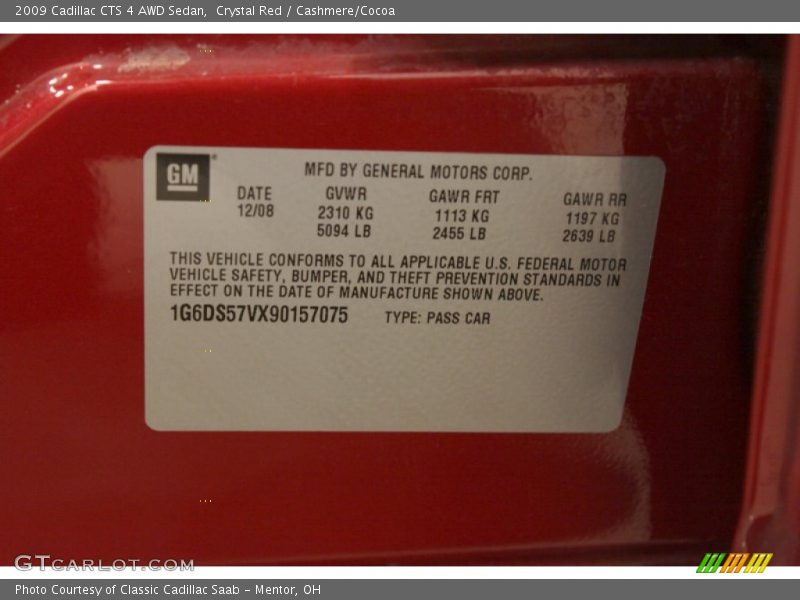 2009 Cadillac CTS 4 AWD Sedan,  Crystal Red / Cashmere/Cocoa
GM
MFD BY GENERAL MOTORS CORP.
DATE GVWR GAWR FRT GAWR RR
12/08 2310 KG 1113 KG 1197 KG
5094 LB 2455 LB 2639 LB
THIS VEHICLE CONFORMS TO ALL APPLICABLE U.S. FEDERAL MOTOR
VEHICLE SAFETY, BUMPER, AND THEFT PREVENTION STANDARDS IN
EFFECT ON THE DATE OF MANUFACTURE SHOWN ABOVE.
1G6DS57VX90157075 TYPE: PASS CAR
GTCARLOT.COM
Photo Courtesy of Classic Cadillac Saab - Mentor, OH